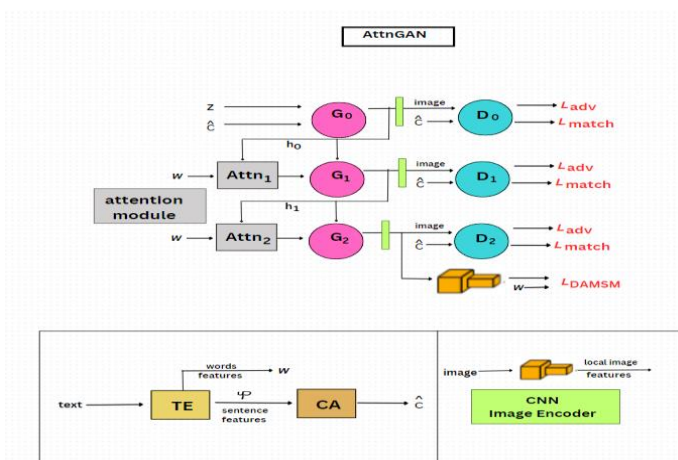 AttnGAN
z
ĉ
G₀
image
ĉ
D₀
L adv
L match
h₀
w
Attn₁
G₁
image
ĉ
D₁
L adv
L match
attention
module
h₁
w
Attn₂
G₂
image
ĉ
D₂
L adv
L match
w
L DAMSM
text
TE
words
features
w
φ
sentence
features
CA
ĉ
image
local image
features
CNN
Image Encoder